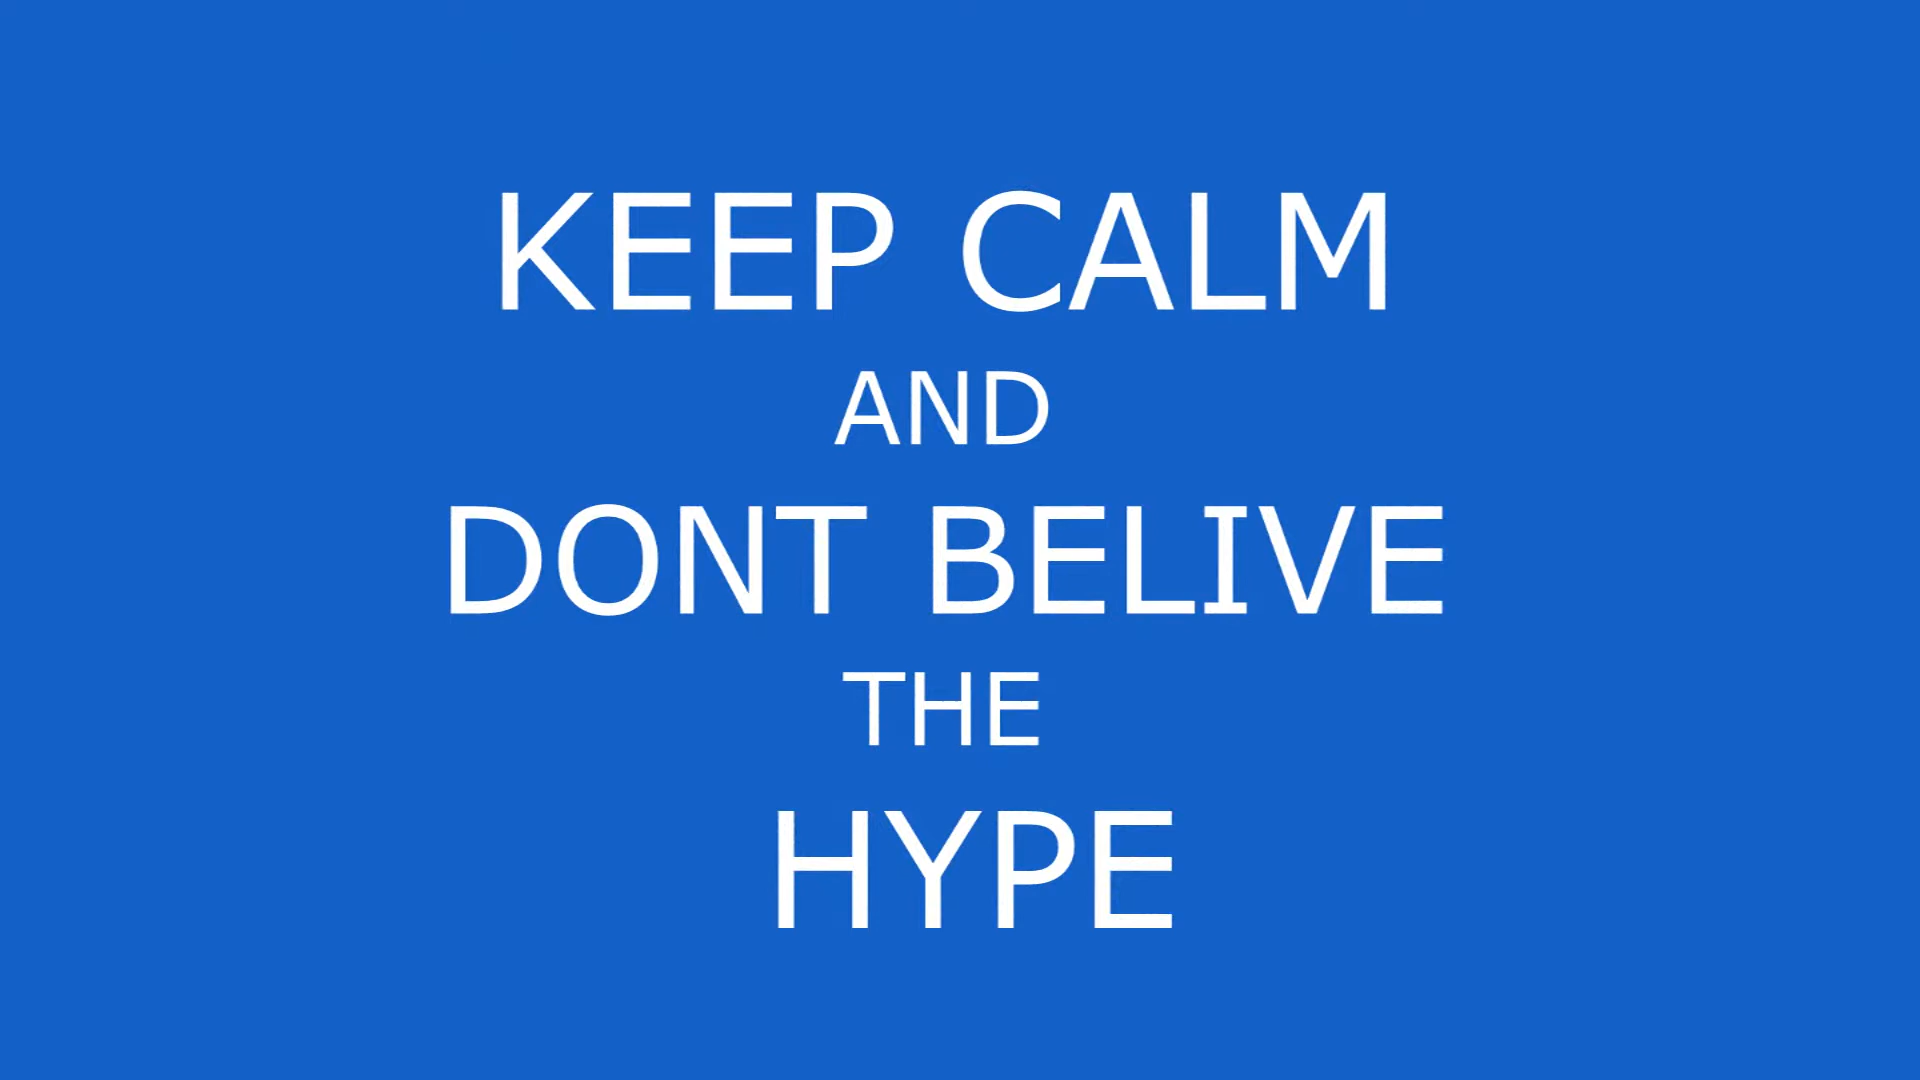 KEEP CALM
AND
DONT BELIVE
THE
HYPE